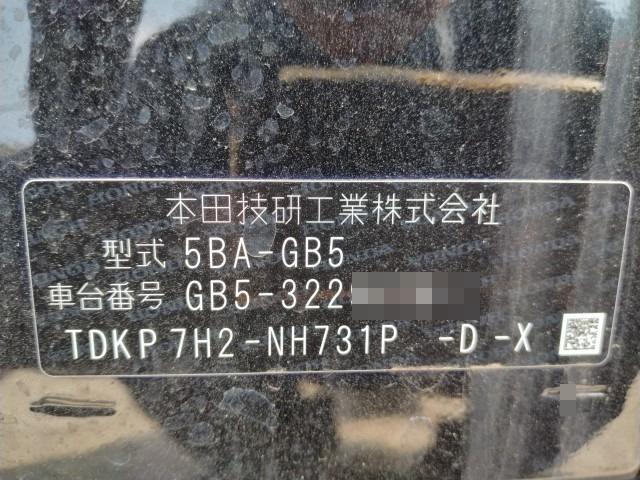 本田技研工業株式会社
型式 5BA-GB5
車台番号 GB5-322
TDKP 7H2-NH731P -D-X